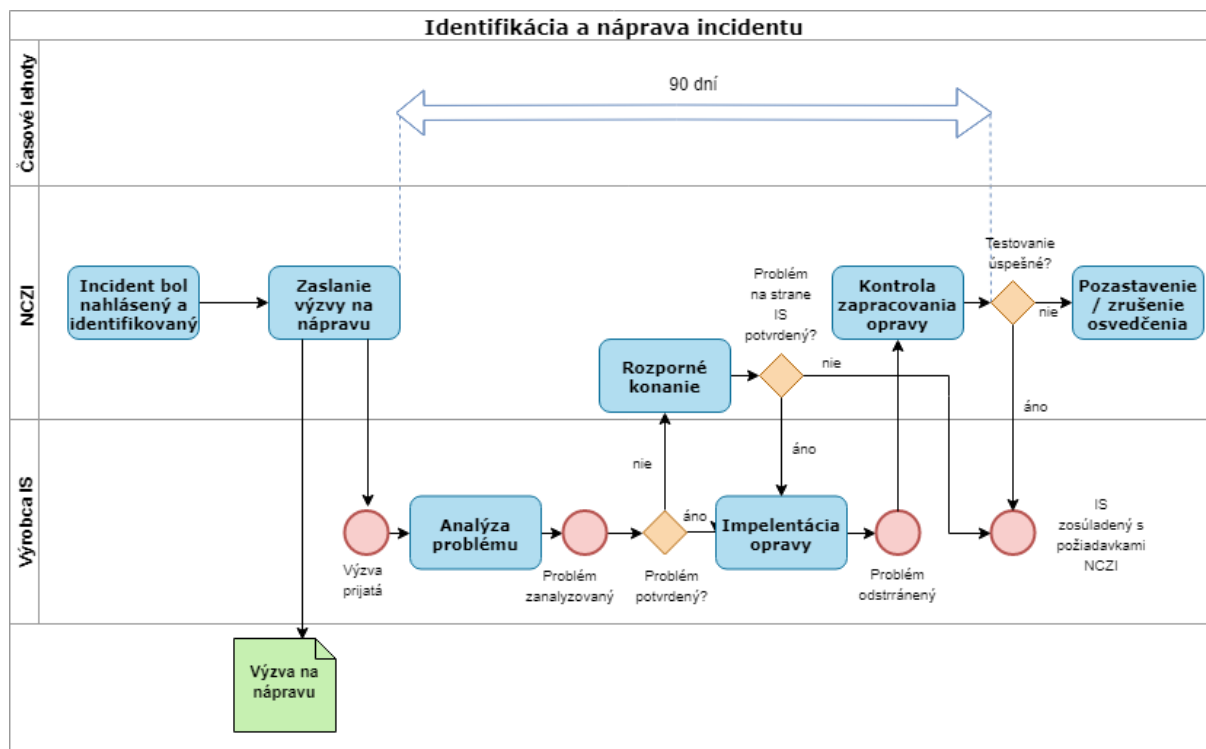 Identifikácia a náprava incidentu
Časové lehoty
90 dní
NCZI
Incident bol
nahlásený a
identifikovaný
Zaslanie
výzvy na
nápravu
Rozporné
konanie
Problém
na strane
IS
potvrdený?
nie
áno
Kontrola
zapracovania
opravy
Testovanie
úspešné?
nie
áno
Pozastavenie
/ zrušenie
osvedčenia
Výrobca IS
Výzva
prijatá
Analýza
problému
Problém
zanalyzovaný
nie
áno
Problém
potvrdený?
Impelentácia
opravy
Problém
odstrránený
IS
zosúladený s
požiadavkami
NCZI
Výzva na
nápravu